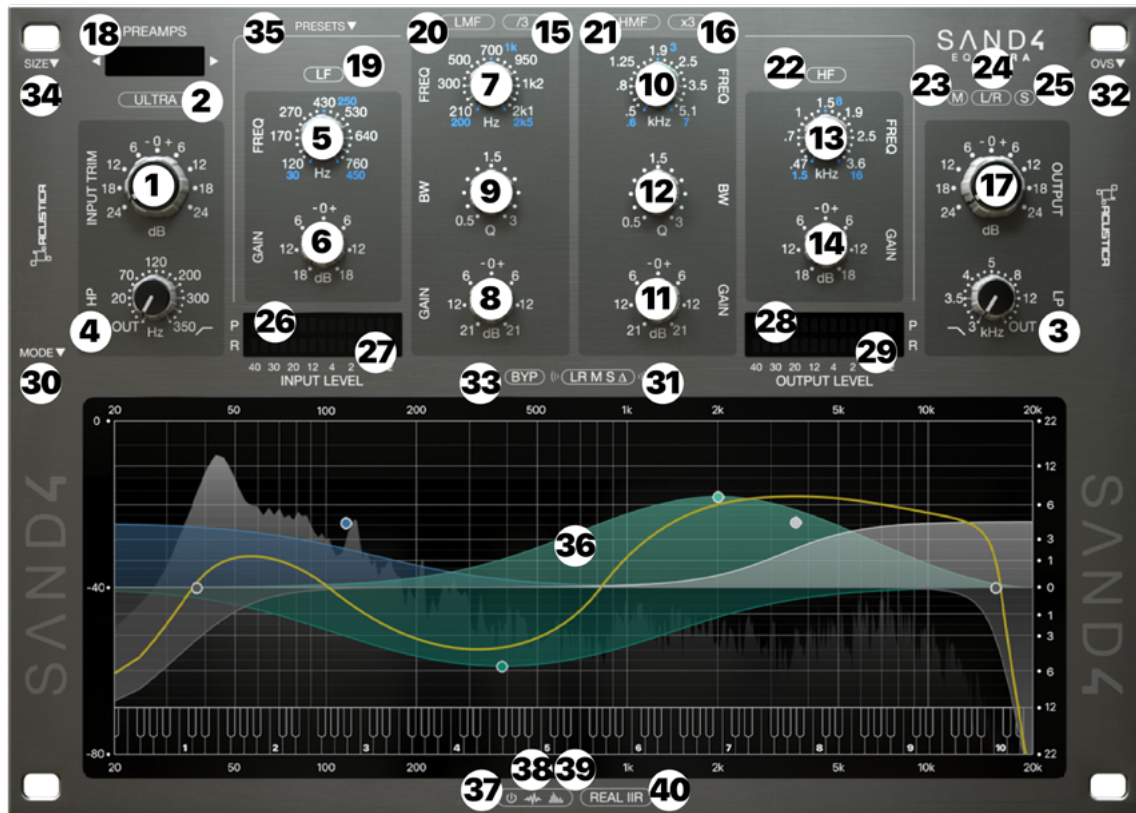 18 PREAMPS
SIZE▼
34
ULTRA 2
35 PRESETS▼
LF 19
20 LMF /3 15
21 HMF x3 16
22 HF
SAND4
EQ 24 RA
23 M L/R S 25
OVS▼
32
INPUT TRIM
6 -0+ 6
12 12
18 1 18
24 24
dB
FREQ
430 250
270 530
170 5 640
120 760
30 Hz 450
FREQ
700 1k
500 950
300 7 1k2
210 2k1
200 Hz 2k5
FREQ
1.9 3
1.25 2.5
.8 10 3.5
.5 5.1
.6 kHz 7
FREQ
1.5 8
1 1.9
.7 13 2.5
.47 3.6
1.5 kHz 16
OUTPUT
6 -0+ 6
12 12
18 17 18
24 24
dB
ACUSTICA
ACUSTICA
BW
1.5
9
0.5 Q 3
BW
1.5
12
0.5 Q 3
GAIN
-0+
6 6
12 6 12
18 dB 18
GAIN
-0+
6 6
12 14 12
18 dB 18
GAIN
-0+
6 6
12 8 12
21 dB 21
GAIN
-0+
6 6
12 11 12
21 dB 21
HP
120
70 200
20 300
4 OUT Hz 350
LP
5
4 8
3.5 12
3 kHz OUT 3
26 P
R 27
40 30 20 12 4 2
INPUT LEVEL
28 P
29 R
40 30 20 12 4 2
OUTPUT LEVEL
MODE▼
30
33 BYP LR M S Δ 31
20 50 100 200 500 1k 2k 5k 10k 20k
0 22
12
6
36
3
1
-40 0
1
3
6
12
1 2 3 4 5 6 7 8 9 10
-80 22
20 50 100 1k 2k 5k 10k 20k
SAND4
SAND4
37 38 39 REAL IIR 40